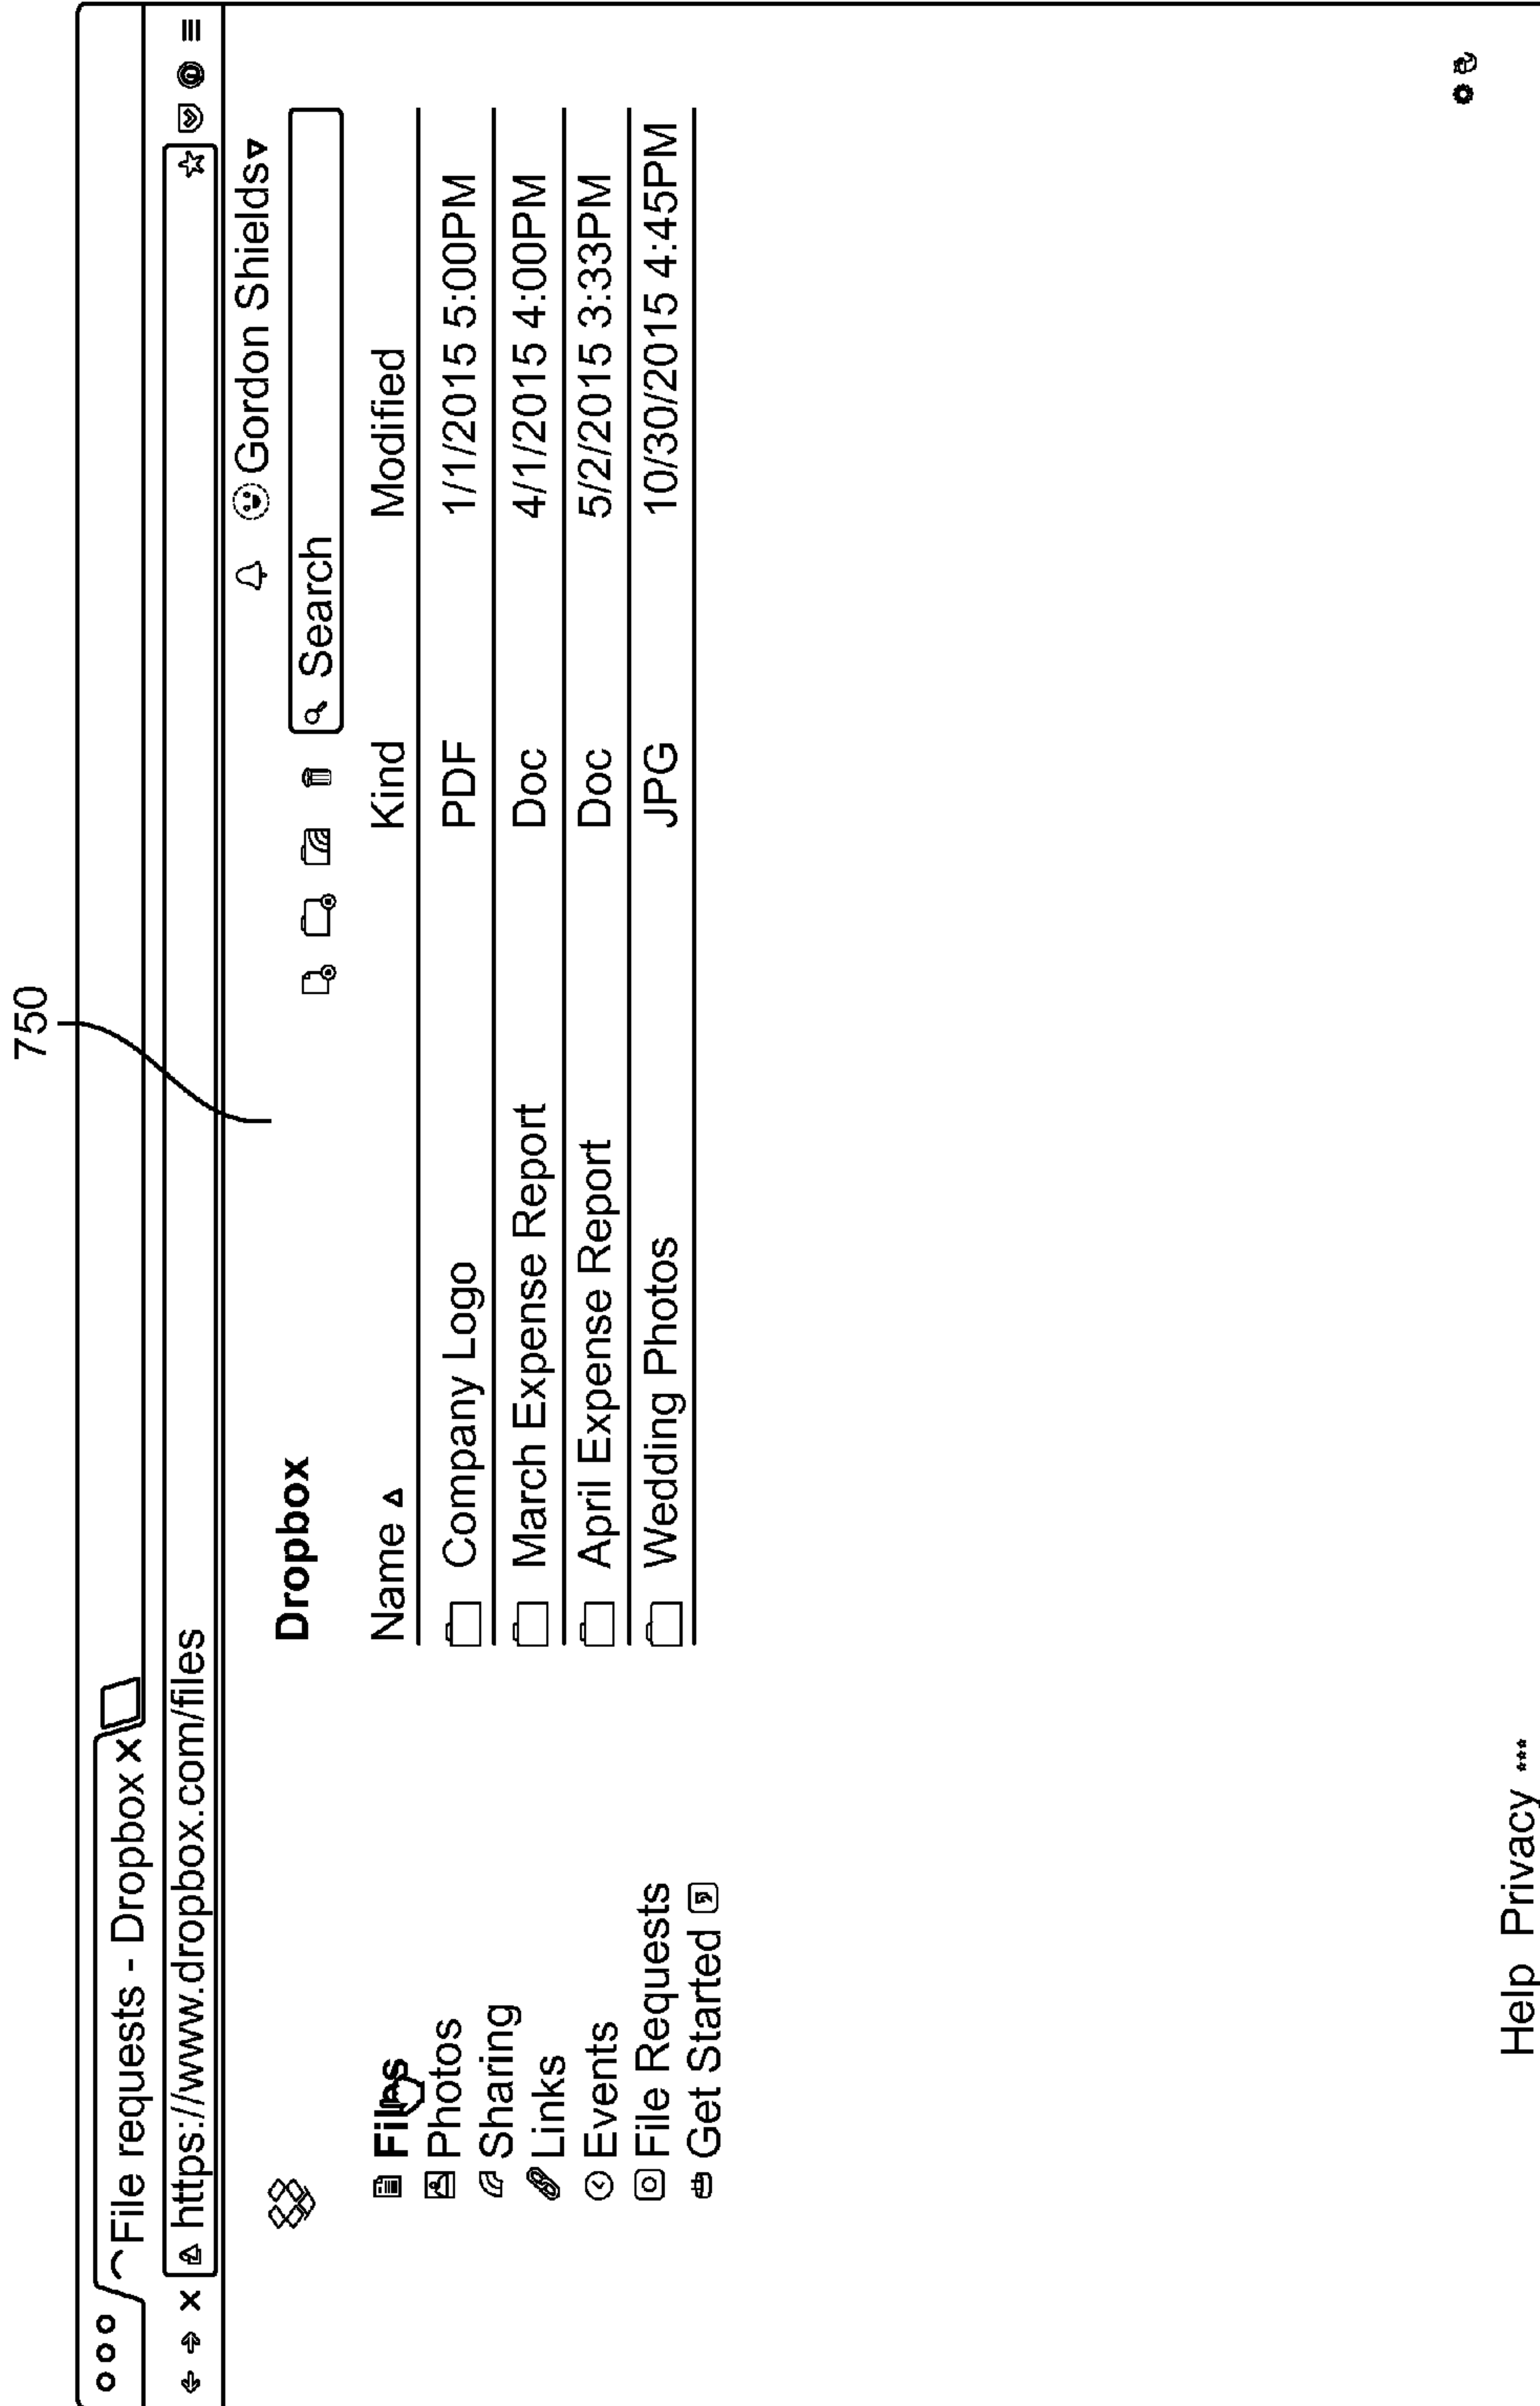 750
File requests - Dropbox x
https://www.dropbox.com/files
Gordon Shields
Dropbox
Search
Name Kind Modified
Company Logo PDF 1/1/2015 5:00PM
March Expense Report Doc 4/1/2015 4:00PM
April Expense Report Doc 5/2/2015 3:33PM
Wedding Photos JPG 10/30/2015 4:45PM
Files
Photos
Sharing
Links
Events
File Requests
Get Started
Help Privacy